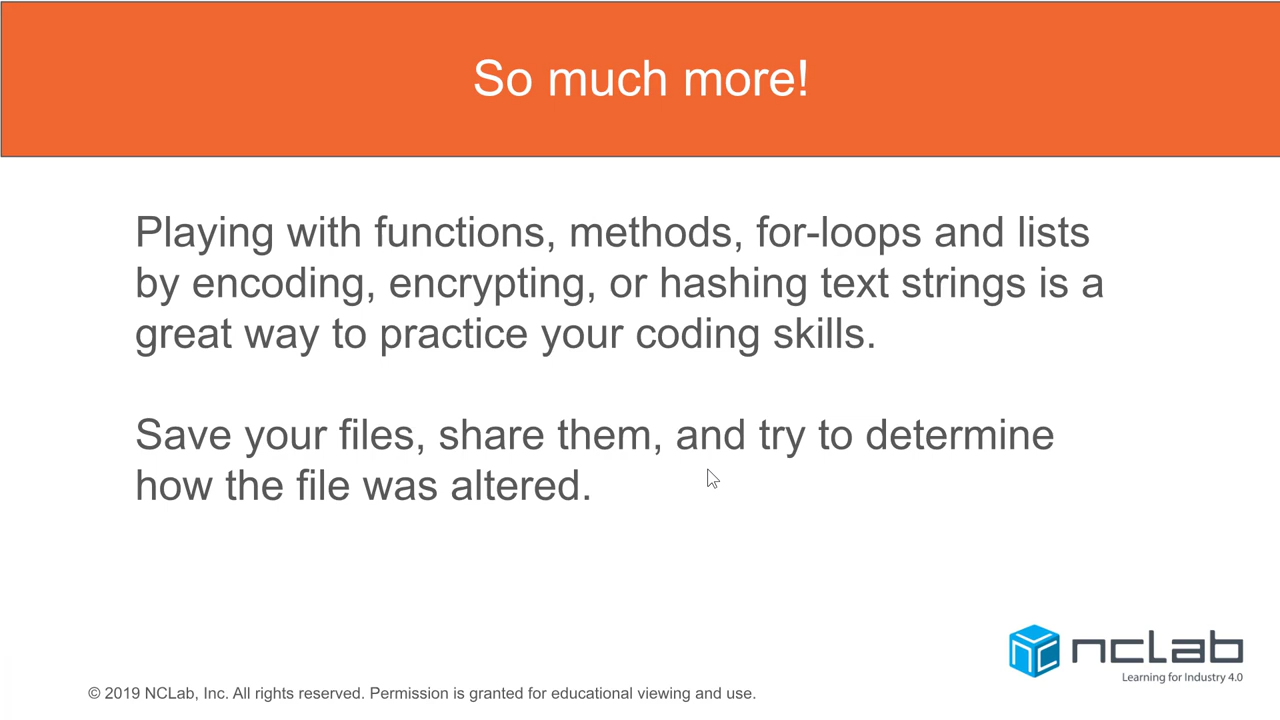 So much more!
Playing with functions, methods, for-loops and lists
by encoding, encrypting, or hashing text strings is a
great way to practice your coding skills.
Save your files, share them, and try to determine
how the file was altered.
nclab
Learning for Industry 4.0
© 2019 NCLab, Inc. All rights reserved. Permission is granted for educational viewing and use.